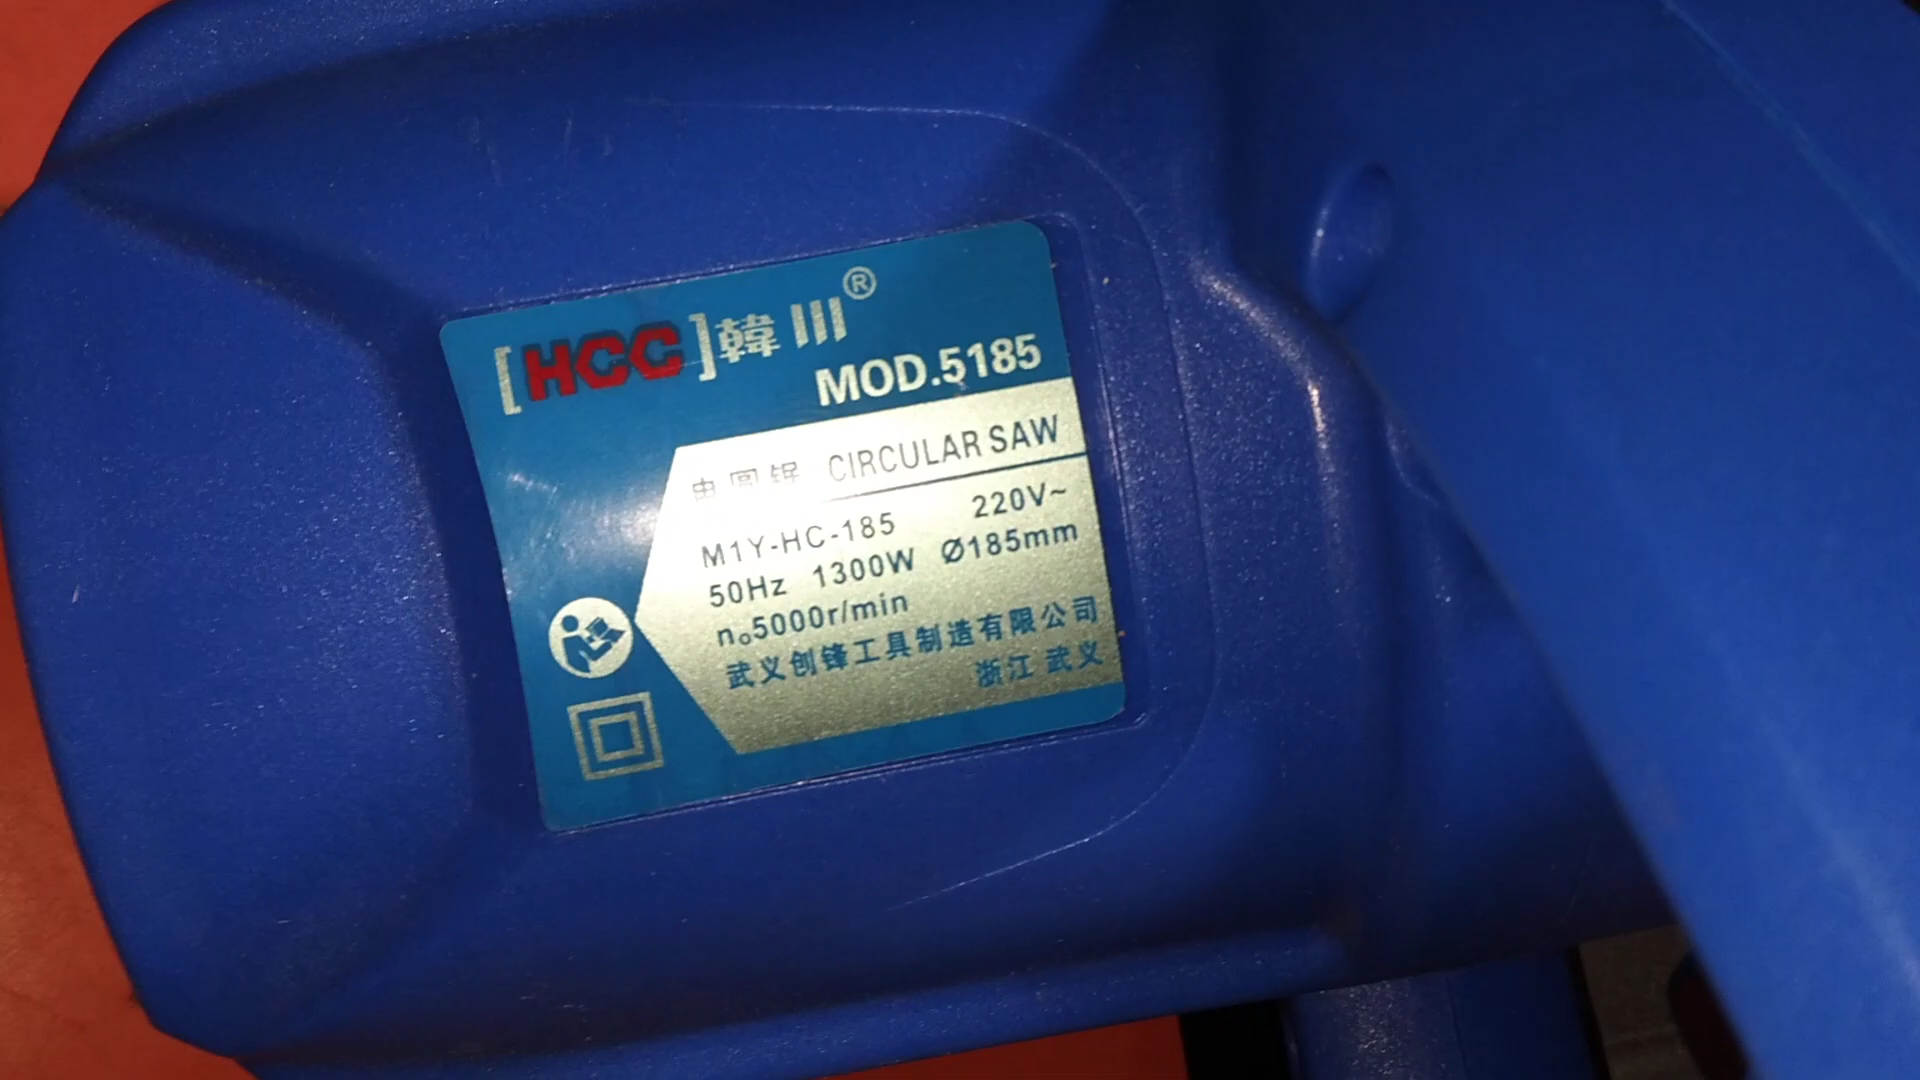 [HCC]韓川®
MOD.5185
电圆锯 CIRCULAR SAW
M1Y-HC-185 220V~
50Hz 1300W Ø185mm
n₀5000r/min
武义创锋工具制造有限公司
浙江 武义